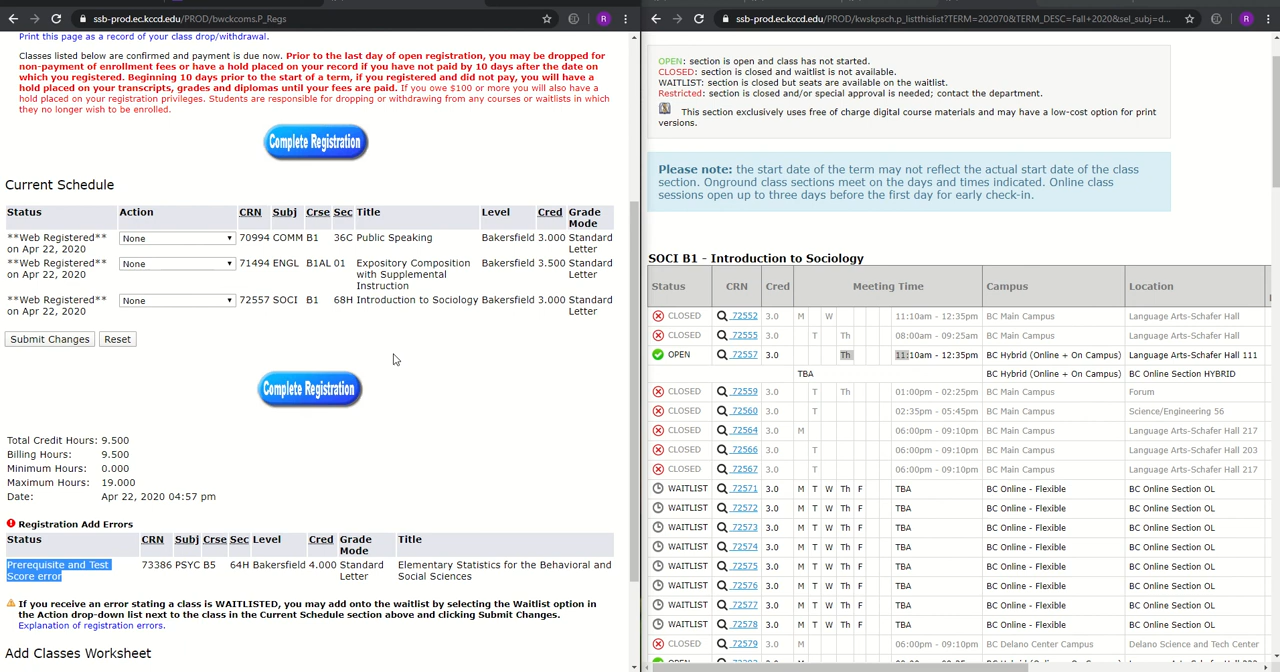 ssb-prod.ec.kccd.edu/PROD/bwckcoms.P_Regs
R
Print this page as a record of your class drop/withdrawal.
Classes listed below are confirmed and payment is due now. Prior to the last day of open registration, you may be dropped for
non-payment of enrollment fees or have a hold placed on your record if you have not paid by 10 days after the date on
which you registered. Beginning 10 days prior to the start of a term, if you registered and did not pay, you will have a
hold placed on your transcripts, grades and diplomas until your fees are paid. If you owe $100 or more you will also have a
hold placed on your registration privileges. Students are responsible for dropping or withdrawing from any courses or waitlists in which
they no longer wish to be enrolled.
Complete Registration
Current Schedule
Status Action CRN Subj Crse Sec Title Level Cred Grade
Mode
**Web Registered** None 70994 COMM B1 36C Public Speaking Bakersfield 3.000 Standard
on Apr 22, 2020 Letter
**Web Registered** None 71494 ENGL B1AL 01 Expository Composition Bakersfield 3.500 Standard
on Apr 22, 2020 with Supplemental Letter
Instruction
**Web Registered** None 72557 SOCI B1 68H Introduction to Sociology Bakersfield 3.000 Standard
on Apr 22, 2020 Letter
Submit Changes Reset
Complete Registration
Total Credit Hours: 9.500
Billing Hours: 9.500
Minimum Hours: 0.000
Maximum Hours: 19.000
Date: Apr 22, 2020 04:57 pm
Registration Add Errors
Status CRN Subj Crse Sec Level Cred Grade Title
Mode
Prerequisite and Test 73386 PSYC B5 64H Bakersfield 4.000 Standard Elementary Statistics for the Behavioral and
Score error Letter Social Sciences
If you receive an error stating a class is WAITLISTED, you may add onto the waitlist by selecting the Waitlist option in
the Action drop-down list next to the class in the Current Schedule section above and clicking Submit Changes.
Explanation of registration errors.
Add Classes Worksheet
ssb-prod.ec.kccd.edu/PROD/kwskpsch.p_listthislist?TERM=202070&TERM_DESC=Fall+2020&sel_subj=d...
R
OPEN: section is open and class has not started.
CLOSED: section is closed and waitlist is not available.
WAITLIST: section is closed but seats are available on the waitlist.
Restricted: section is closed and/or special approval is needed; contact the department.
This section exclusively uses free of charge digital course materials and may have a low-cost option for print
versions.
Please note: the start date of the term may not reflect the actual start date of the class
section. Onground class sections meet on the days and times indicated. Online class
sections open up to three days before the first day for early check-in.
SOCI B1 - Introduction to Sociology
Status CRN Cred Meeting Time Campus Location
CLOSED 72552 3.0 M W 11:10am - 12:35pm BC Main Campus Language Arts-Schafer Hall
CLOSED 72555 3.0 T Th 08:00am - 09:25am BC Main Campus Language Arts-Schafer Hall
OPEN 72557 3.0 Th 11:10am - 12:35pm BC Hybrid (Online + On Campus) Language Arts-Schafer Hall 111
TBA BC Hybrid (Online + On Campus) BC Online Section HYBRID
CLOSED 72559 3.0 T Th 01:00pm - 02:25pm BC Main Campus Forum
CLOSED 72560 3.0 T 02:35pm - 05:45pm BC Main Campus Science/Engineering 56
CLOSED 72564 3.0 M 06:00pm - 09:10pm BC Main Campus Language Arts-Schafer Hall 217
CLOSED 72566 3.0 T 06:00pm - 09:10pm BC Main Campus Language Arts-Schafer Hall 203
CLOSED 72567 3.0 T 06:00pm - 09:10pm BC Main Campus Language Arts-Schafer Hall 217
WAITLIST 72571 3.0 M T W Th F TBA BC Online - Flexible BC Online Section OL
WAITLIST 72572 3.0 M T W Th F TBA BC Online - Flexible BC Online Section OL
WAITLIST 72573 3.0 M T W Th F TBA BC Online - Flexible BC Online Section OL
WAITLIST 72574 3.0 M T W Th F TBA BC Online - Flexible BC Online Section OL
WAITLIST 72575 3.0 M T W Th F TBA BC Online - Flexible BC Online Section OL
WAITLIST 72576 3.0 M T W Th F TBA BC Online - Flexible BC Online Section OL
WAITLIST 72577 3.0 M T W Th F TBA BC Online - Flexible BC Online Section OL
WAITLIST 72578 3.0 M T W Th F TBA BC Online - Flexible BC Online Section OL
CLOSED 72579 3.0 M 06:00pm - 09:10pm BC Delano Center Campus Delano Science and Tech Center